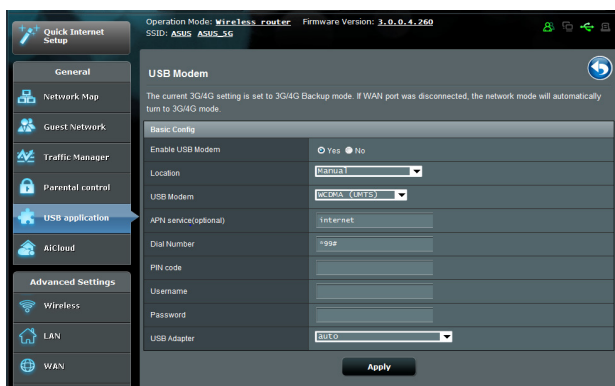 Operation Mode: Wireless router Firmware Version: 3.0.0.4.260
SSID: ASUS ASUS_5G
Quick Internet
Setup
General
Network Map
Guest Network
Traffic Manager
Parental control
USB application
AiCloud
Advanced Settings
Wireless
LAN
WAN
USB Modem
The current 3G/4G setting is set to 3G/4G Backup mode. If WAN port was disconnected, the network mode will automatically
turn to 3G/4G mode.
Basic Config
Enable USB Modem Yes No
Location Manual
USB Modem WCDMA (UMTS)
APN service(optional) internet
Dial Number *99#
PIN code
Username
Password
USB Adapter auto
Apply